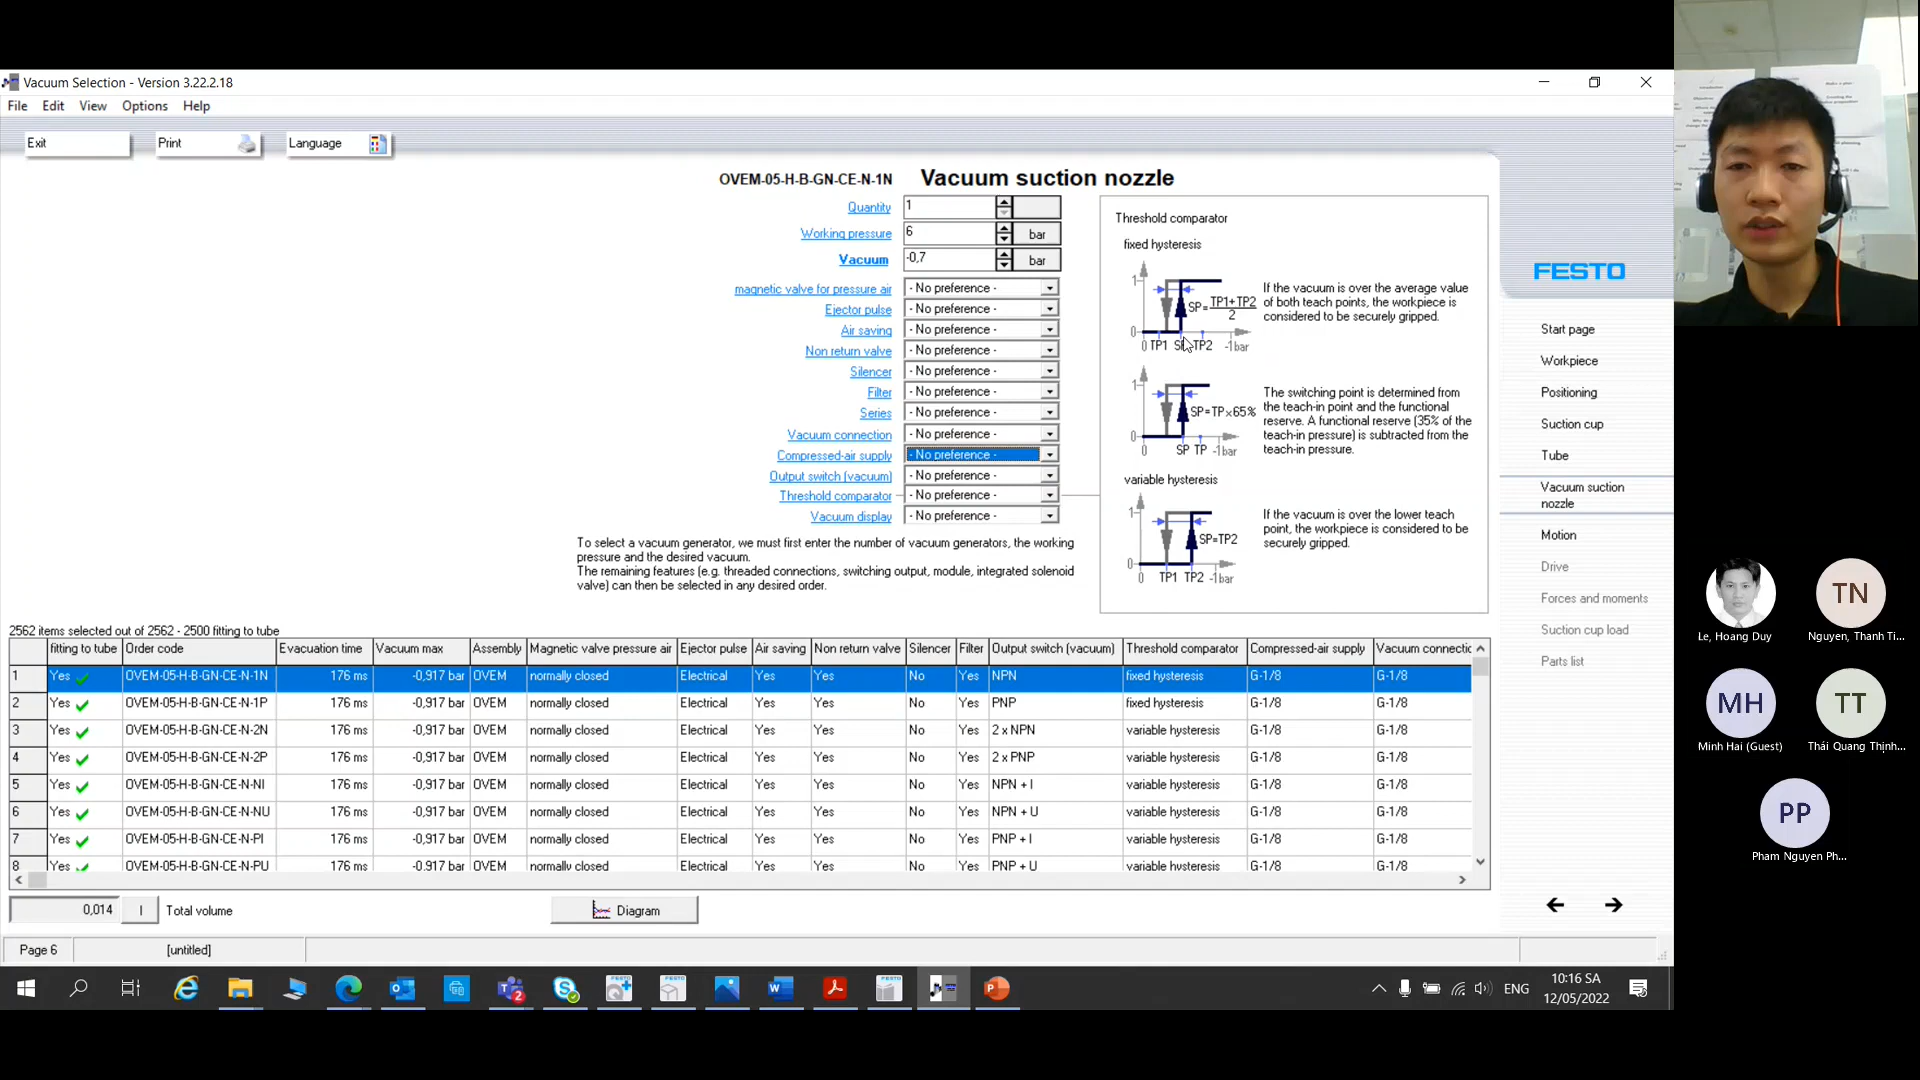 Vacuum Selection - Version 3.22.2.18
File Edit View Options Help
Exit Print Language
OVEM-05-H-B-GN-CE-N-1N Vacuum suction nozzle
Quantity 1
Working pressure 6 bar
Vacuum -0,7 bar
magnetic valve for pressure air - No preference -
Ejector pulse - No preference -
Air saving - No preference -
Non return valve - No preference -
Silencer - No preference -
Filter - No preference -
Series - No preference -
Vacuum connection - No preference -
Compressed-air supply - No preference -
Output switch (vacuum) - No preference -
Threshold comparator - No preference -
Vacuum display - No preference -
To select a vacuum generator, we must first enter the number of vacuum generators, the working
pressure and the desired vacuum.
The remaining features (e.g. threaded connections, switching output, module, integrated solenoid
valve) can then be selected in any desired order.
Threshold comparator
fixed hysteresis
1
SP= TP1+TP2
2
0
0 TP1 SP TP2 -1bar
If the vacuum is over the average value
of both teach points, the workpiece is
considered to be securely gripped.
1
SP=TP×65%
0
SP TP -1bar
The switching point is determined from
the teach-in point and the functional
reserve. A functional reserve (35% of the
teach-in pressure) is subtracted from the
teach-in pressure.
variable hysteresis
1
SP=TP2
0
0 TP1 TP2 -1bar
If the vacuum is over the lower teach
point, the workpiece is considered to be
securely gripped.
FESTO
Start page
Workpiece
Positioning
Suction cup
Tube
Vacuum suction
nozzle
Motion
Drive
Forces and moments
Suction cup load
Parts list
2562 items selected out of 2562 - 2500 fitting to tube
fitting to tube Order code Evacuation time Vacuum max Assembly Magnetic valve pressure air Ejector pulse Air saving Non return valve Silencer Filter Output switch (vacuum) Threshold comparator Compressed-air supply Vacuum connectic
1 Yes OVEM-05-H-B-GN-CE-N-1N 176 ms -0,917 bar OVEM normally closed Electrical Yes Yes No Yes NPN fixed hysteresis G-1/8 G-1/8
2 Yes OVEM-05-H-B-GN-CE-N-1P 176 ms -0,917 bar OVEM normally closed Electrical Yes Yes No Yes PNP fixed hysteresis G-1/8 G-1/8
3 Yes OVEM-05-H-B-GN-CE-N-2N 176 ms -0,917 bar OVEM normally closed Electrical Yes Yes No Yes 2 x NPN variable hysteresis G-1/8 G-1/8
4 Yes OVEM-05-H-B-GN-CE-N-2P 176 ms -0,917 bar OVEM normally closed Electrical Yes Yes No Yes 2 x PNP variable hysteresis G-1/8 G-1/8
5 Yes OVEM-05-H-B-GN-CE-N-NI 176 ms -0,917 bar OVEM normally closed Electrical Yes Yes No Yes NPN + I variable hysteresis G-1/8 G-1/8
6 Yes OVEM-05-H-B-GN-CE-N-NU 176 ms -0,917 bar OVEM normally closed Electrical Yes Yes No Yes NPN + U variable hysteresis G-1/8 G-1/8
7 Yes OVEM-05-H-B-GN-CE-N-PI 176 ms -0,917 bar OVEM normally closed Electrical Yes Yes No Yes PNP + I variable hysteresis G-1/8 G-1/8
8 Yes OVEM-05-H-B-GN-CE-N-PU 176 ms -0,917 bar OVEM normally closed Electrical Yes Yes No Yes PNP + U variable hysteresis G-1/8 G-1/8
0,014 l Total volume Diagram
Page 6 [untitled]
ENG
10:16 SA
12/05/2022
Le, Hoang Duy
TN
Nguyen, Thanh Ti...
MH
Minh Hai (Guest)
TT
Thái Quang Thịnh...
PP
Pham Nguyen Ph...